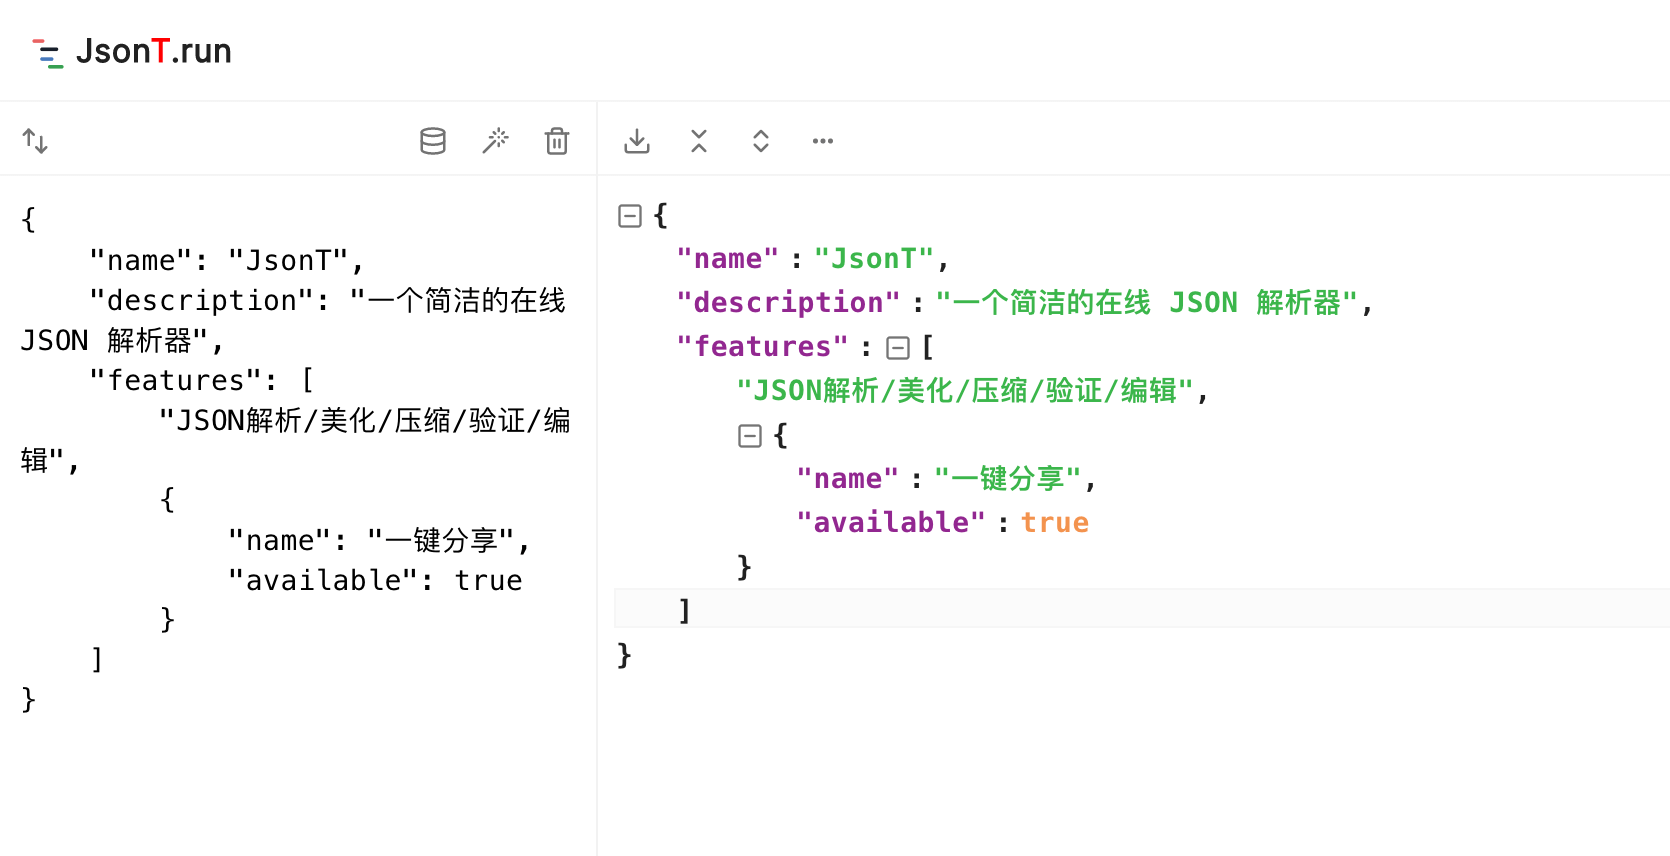 JsonT.run
{
    "name": "JsonT",
    "description": "一个简洁的在线
JSON 解析器",
    "features": [
        "JSON解析/美化/压缩/验证/编
辑",
        {
            "name": "一键分享",
            "available": true
        }
    ]
}
{
    "name" : "JsonT",
    "description" : "一个简洁的在线 JSON 解析器",
    "features" : [
        "JSON解析/美化/压缩/验证/编辑",
        {
            "name" : "一键分享",
            "available" : true
        }
    ]
}